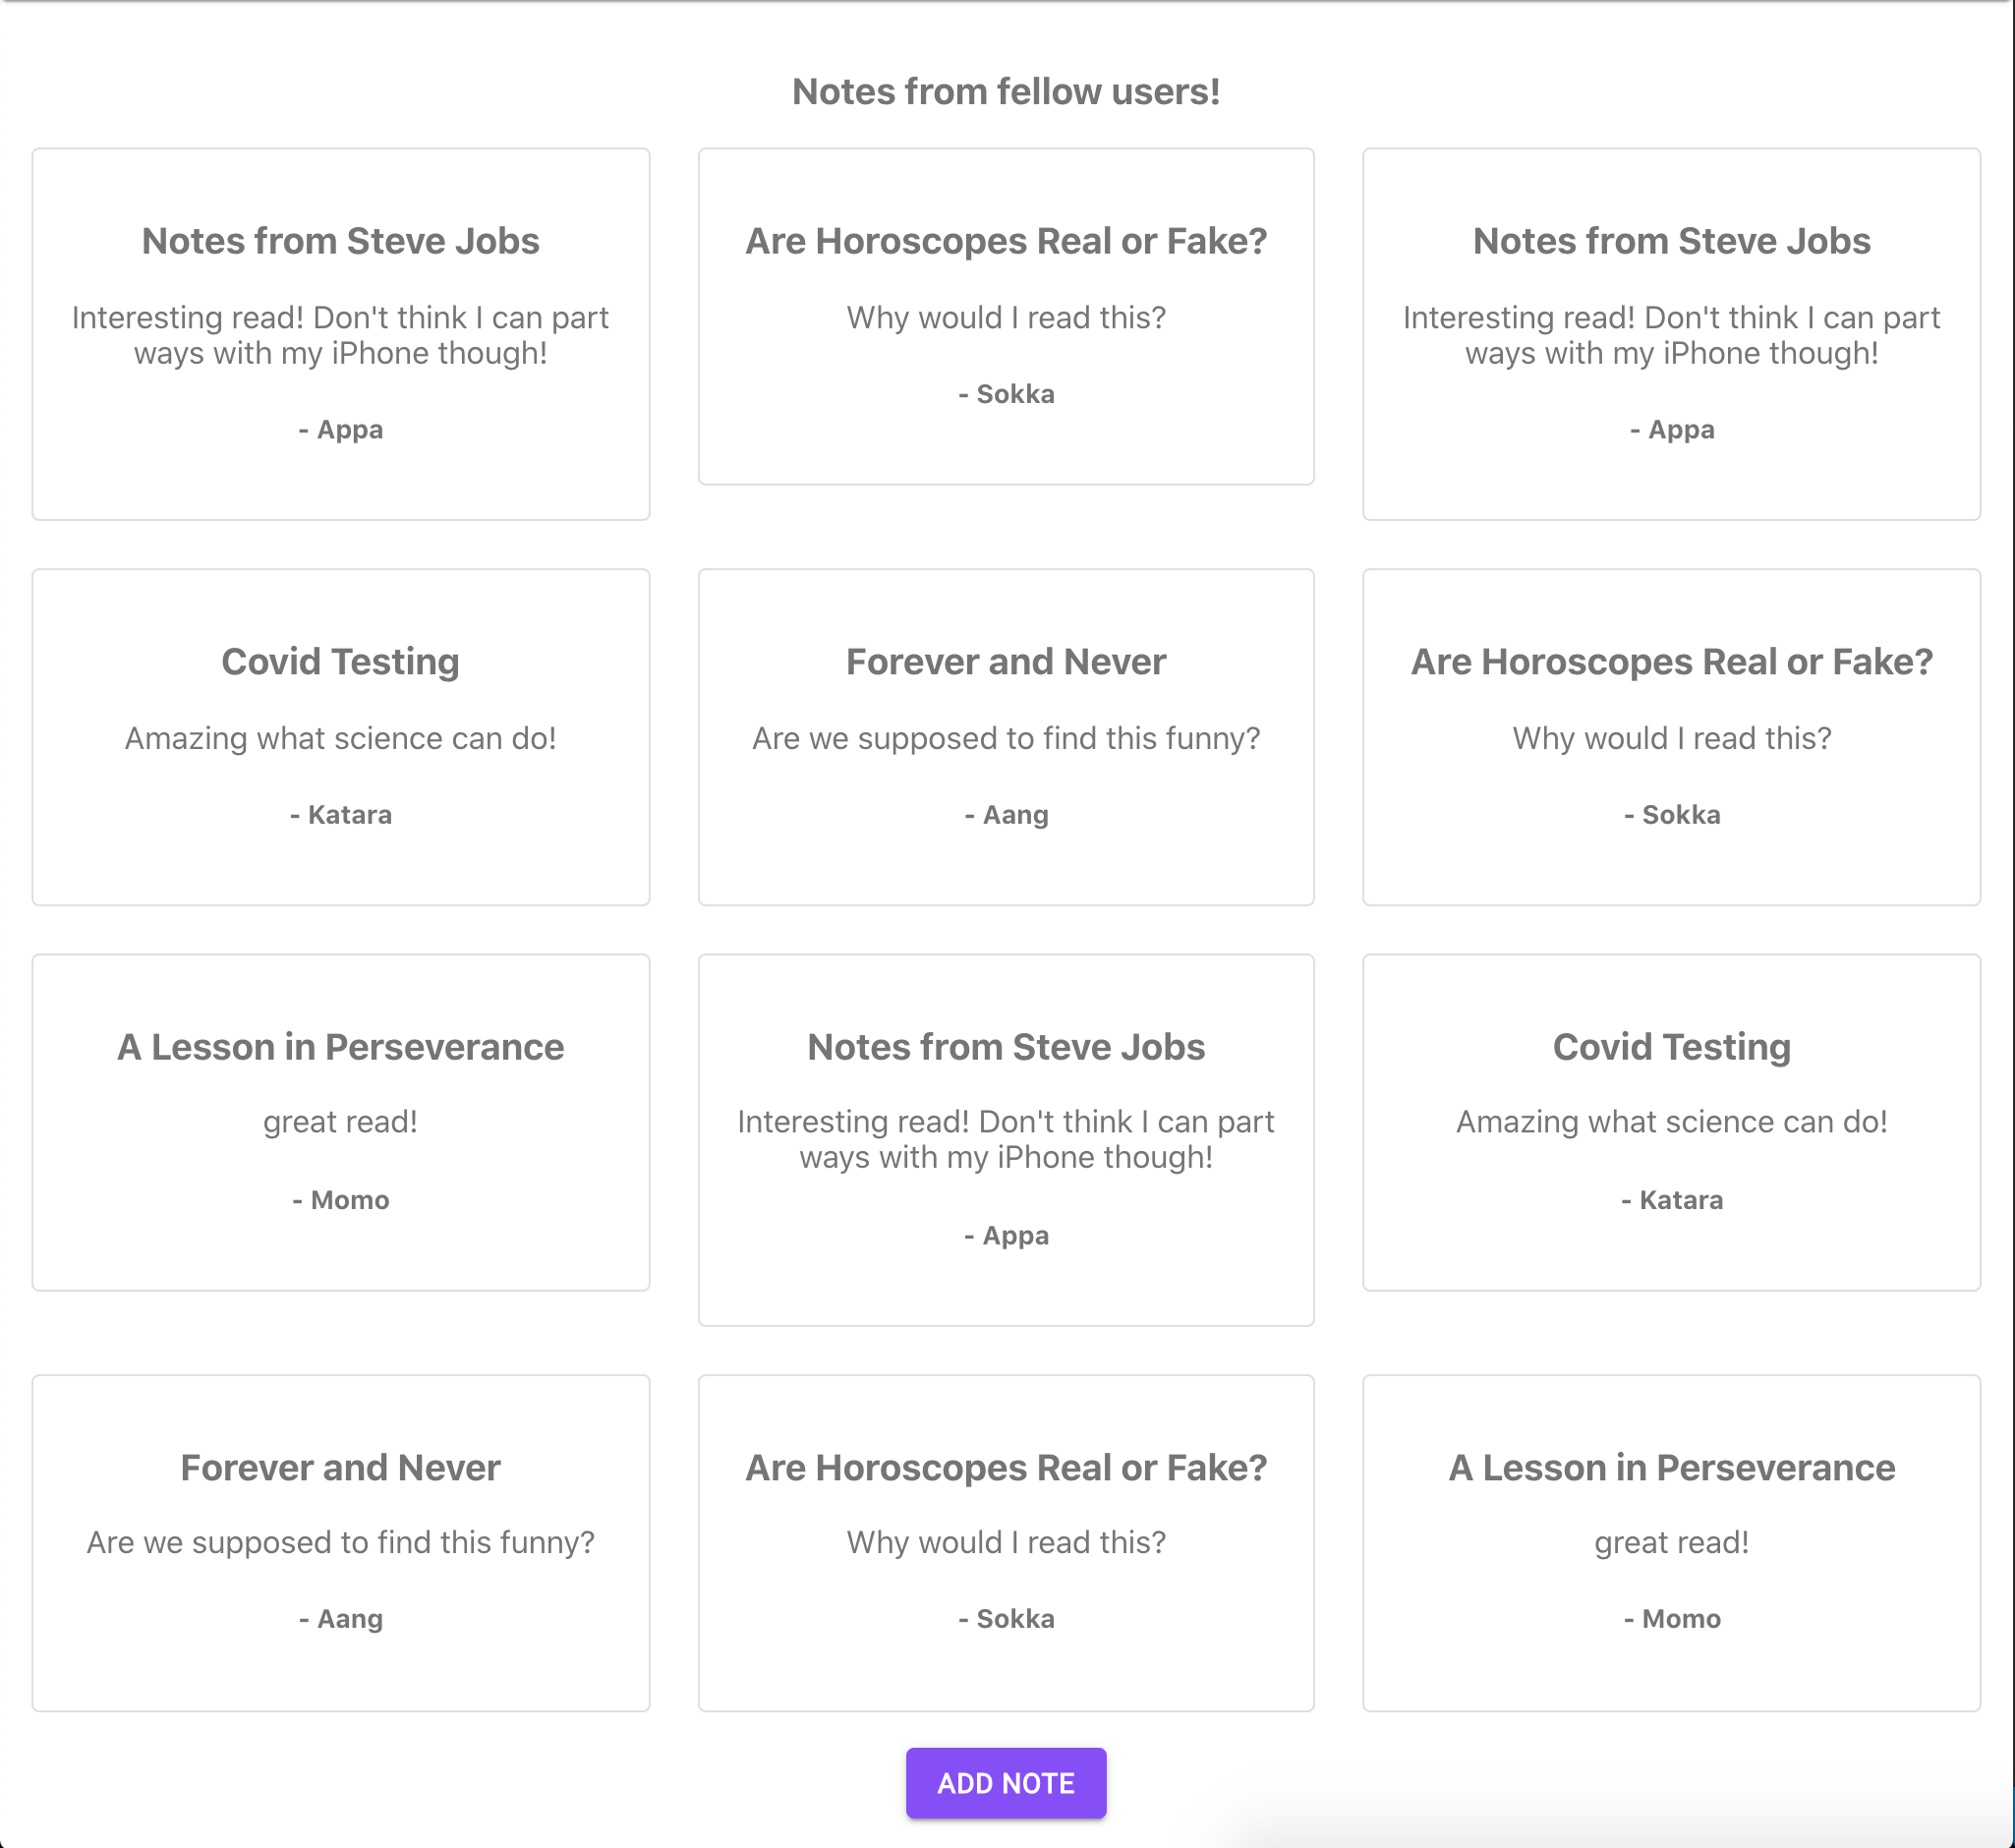 Notes from fellow users!
Notes from Steve Jobs
Interesting read! Don't think I can part
ways with my iPhone though!
- Appa
Are Horoscopes Real or Fake?
Why would I read this?
- Sokka
Notes from Steve Jobs
Interesting read! Don't think I can part
ways with my iPhone though!
- Appa
Covid Testing
Amazing what science can do!
- Katara
Forever and Never
Are we supposed to find this funny?
- Aang
Are Horoscopes Real or Fake?
Why would I read this?
- Sokka
A Lesson in Perseverance
great read!
- Momo
Notes from Steve Jobs
Interesting read! Don't think I can part
ways with my iPhone though!
- Appa
Covid Testing
Amazing what science can do!
- Katara
Forever and Never
Are we supposed to find this funny?
- Aang
Are Horoscopes Real or Fake?
Why would I read this?
- Sokka
A Lesson in Perseverance
great read!
- Momo
ADD NOTE